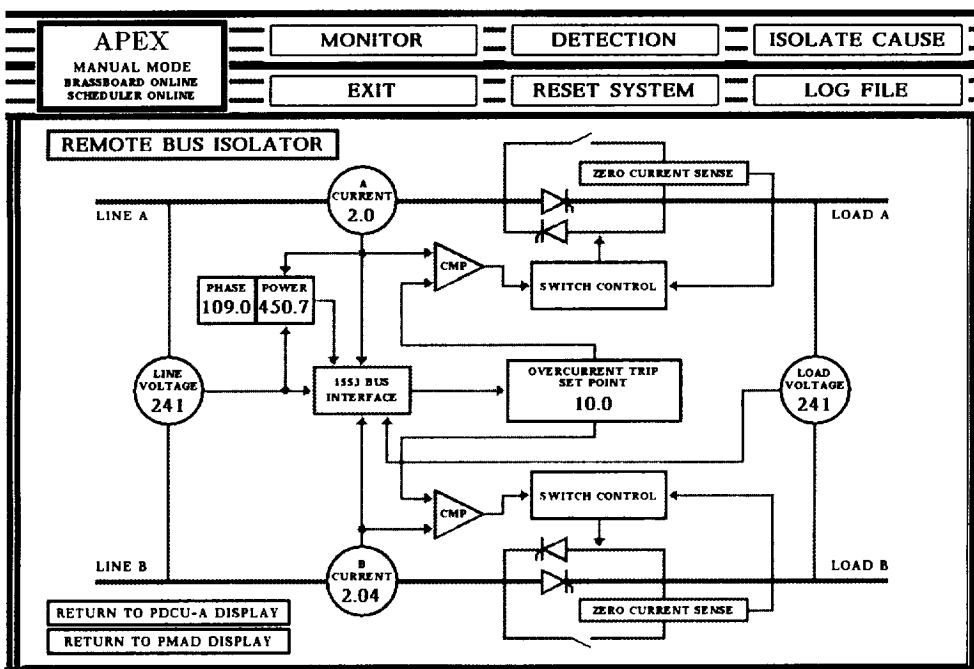 APEX
MANUAL MODE
BRASSBOARD ONLINE
SCHEDULER ONLINE
MONITOR
DETECTION
ISOLATE CAUSE
EXIT
RESET SYSTEM
LOG FILE
REMOTE BUS ISOLATOR
A
CURRENT
2.0
ZERO CURRENT SENSE
LINE A
LOAD A
CMP
SWITCH CONTROL
PHASE
109.0
POWER
450.7
LINE
VOLTAGE
241
1553 BUS
INTERFACE
OVERCURRENT TRIP
SET POINT
10.0
LOAD
VOLTAGE
241
SWITCH CONTROL
CMP
LINE B
B
CURRENT
2.04
LOAD B
ZERO CURRENT SENSE
RETURN TO PDCU-A DISPLAY
RETURN TO PMAD DISPLAY